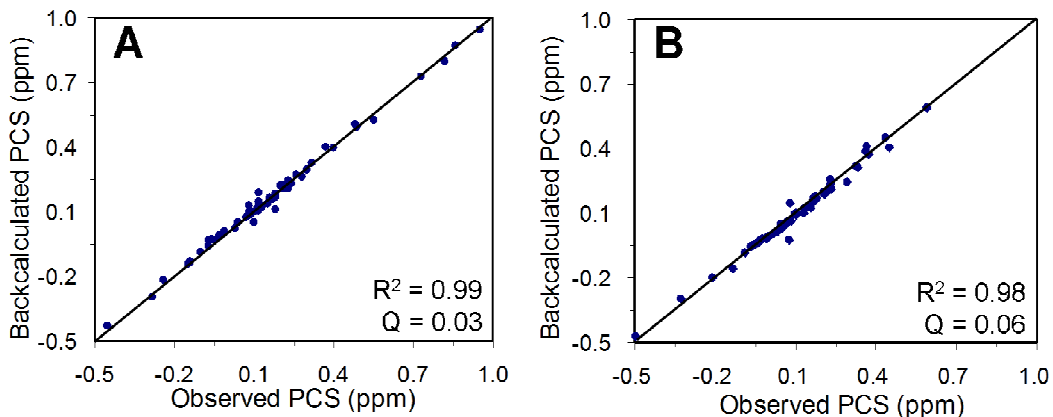 A
Backcalculated PCS (ppm)
1.0
0.7
0.4
0.1
-0.2
-0.5
R² = 0.99
Q = 0.03
-0.5
-0.2
0.1
0.4
0.7
1.0
Observed PCS (ppm)
B
Backcalculated PCS (ppm)
1.0
0.7
0.4
0.1
-0.2
-0.5
R² = 0.98
Q = 0.06
-0.5
-0.2
0.1
0.4
0.7
1.0
Observed PCS (ppm)